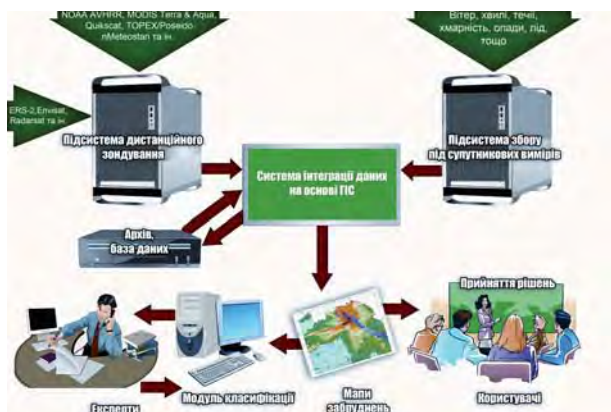 NOAA AVHRR, MODIS Terra & Aqua,
Quikscat, TOPEX/Poseido
nMeteostan та ін.
Вітер, хвилі, течії,
хмарність, опади, лід,
тощо
ERS-2,Envisat,
Radarsat та ін.
Підсистема дистанційного
зондування
Підсистема збору
під супутникових вимірів
Система інтеграції даних
на основі ГІС
Архів,
база даних
Прийняття рішень
Експерти
Модуль класифікації
Мапи
забруднень
Користувачі